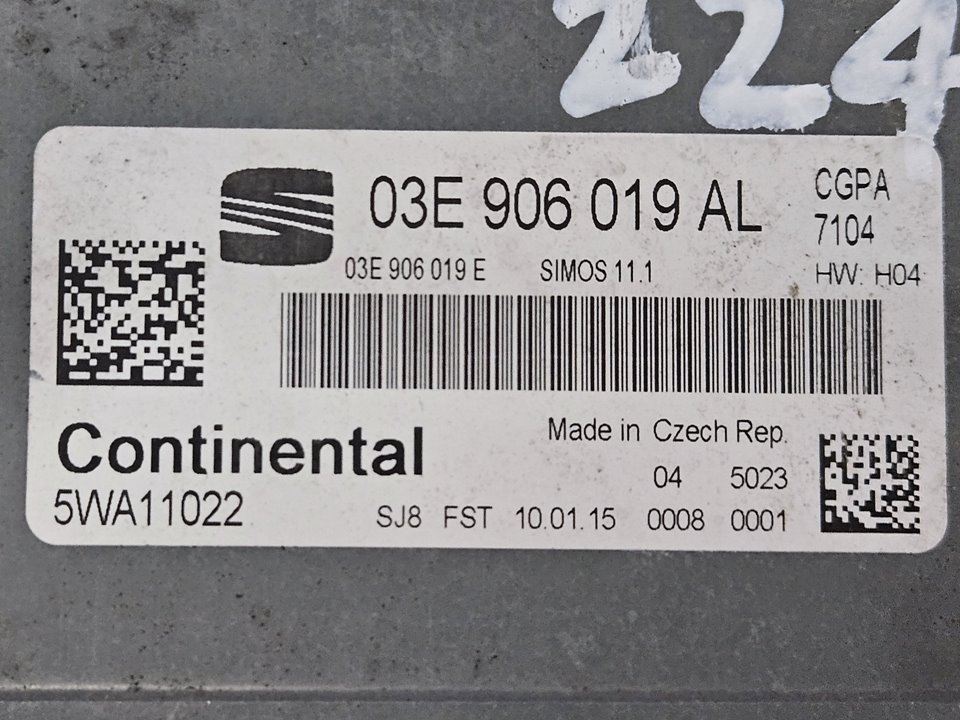 224
03E 906 019 AL
CGPA
7104
03E 906 019 E SIMOS 11.1
HW: H04
Continental
Made in Czech Rep.
5WA11022
04 5023
SJ8 FST 10.01.15 0008 0001